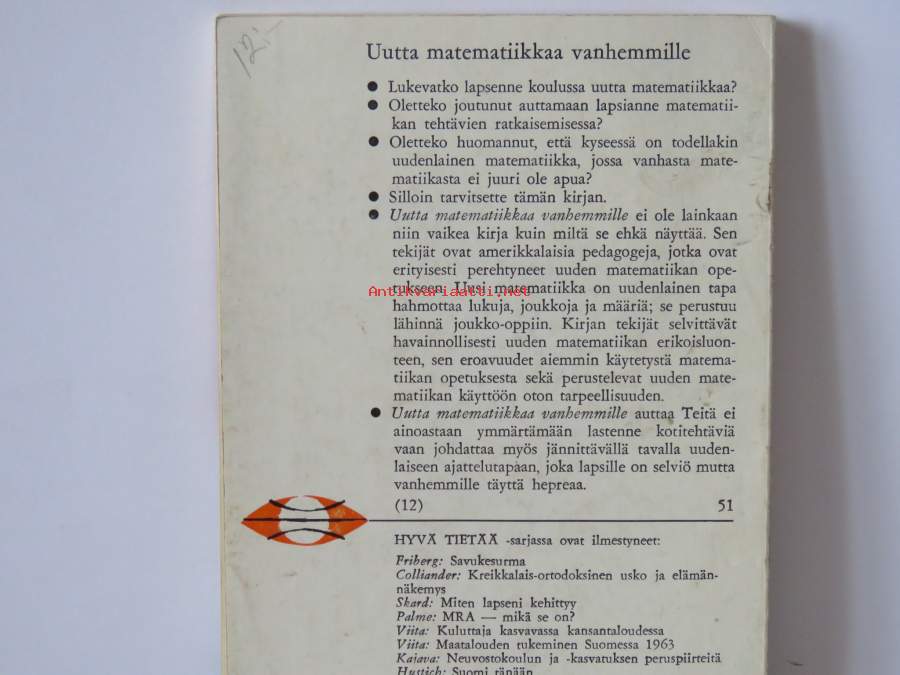 12:-
Uutta matematiikkaa vanhemmille
● Lukevatko lapsenne koulussa uutta matematiikkaa?
● Oletteko joutunut auttamaan lapsianne matematii-
kan tehtävien ratkaisemisessa?
● Oletteko huomannut, että kyseessä on todellakin
uudenlainen matematiikka, jossa vanhasta mate-
matiikasta ei juuri ole apua?
● Silloin tarvitsette tämän kirjan.
● Uutta matematiikkaa vanhemmille ei ole lainkaan
niin vaikea kirja kuin miltä se ehkä näyttää. Sen
tekijät ovat amerikkalaisia pedagogeja, jotka ovat
erityisesti perehtyneet uuden matematiikan ope-
tukseen. Uusi matematiikka on uudenlainen tapa
Antikvariaatti.net
hahmottaa lukuja, joukkoja ja määriä; se perustuu
lähinnä joukko-oppiin. Kirjan tekijät selvittävät
havainnollisesti uuden matematiikan erikoisluon-
teen, sen eroavuudet aiemmin käytetystä matema-
tiikan opetuksesta sekä perustelevat uuden mate-
matiikan käyttöön oton tarpeellisuuden.
● Uutta matematiikkaa vanhemmille auttaa Teitä ei
ainoastaan ymmärtämään lastenne kotitehtäviä
vaan johdattaa myös jännittävällä tavalla uuden-
laiseen ajattelutapaan, joka lapsille on selviö mutta
vanhemmille täyttä hepreaa.
(12) 51
HYVÄ TIETÄÄ -sarjassa ovat ilmestyneet:
Friberg: Savukesurma
Colliander: Kreikkalais-ortodoksinen usko ja elämän-
näkemys
Skard: Miten lapseni kehittyy
Palme: MRA — mikä se on?
Viita: Kuluttaja kasvavassa kansantaloudessa
Viita: Maatalouden tukeminen Suomessa 1963
Kajava: Neuvostokoulun ja -kasvatuksen peruspiirteitä
Hustich: Suomi tänään